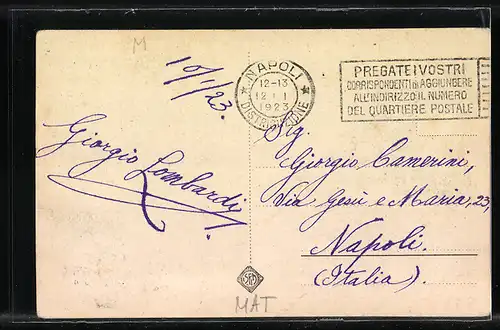 M
10/1/23.
NAPOLI
12-13
12 · I
1923
DISTRIBUZIONE
PREGATE I VOSTRI
CORRISPONDENTI DI AGGIUNGERE
ALL'INDIRIZZO IL NUMERO
DEL QUARTIERE POSTALE
Giorgio Lombardi
Sig.
Giorgio Camerini,
Via Gesù e Maria, 23,
Napoli.
(Italia).
MAT